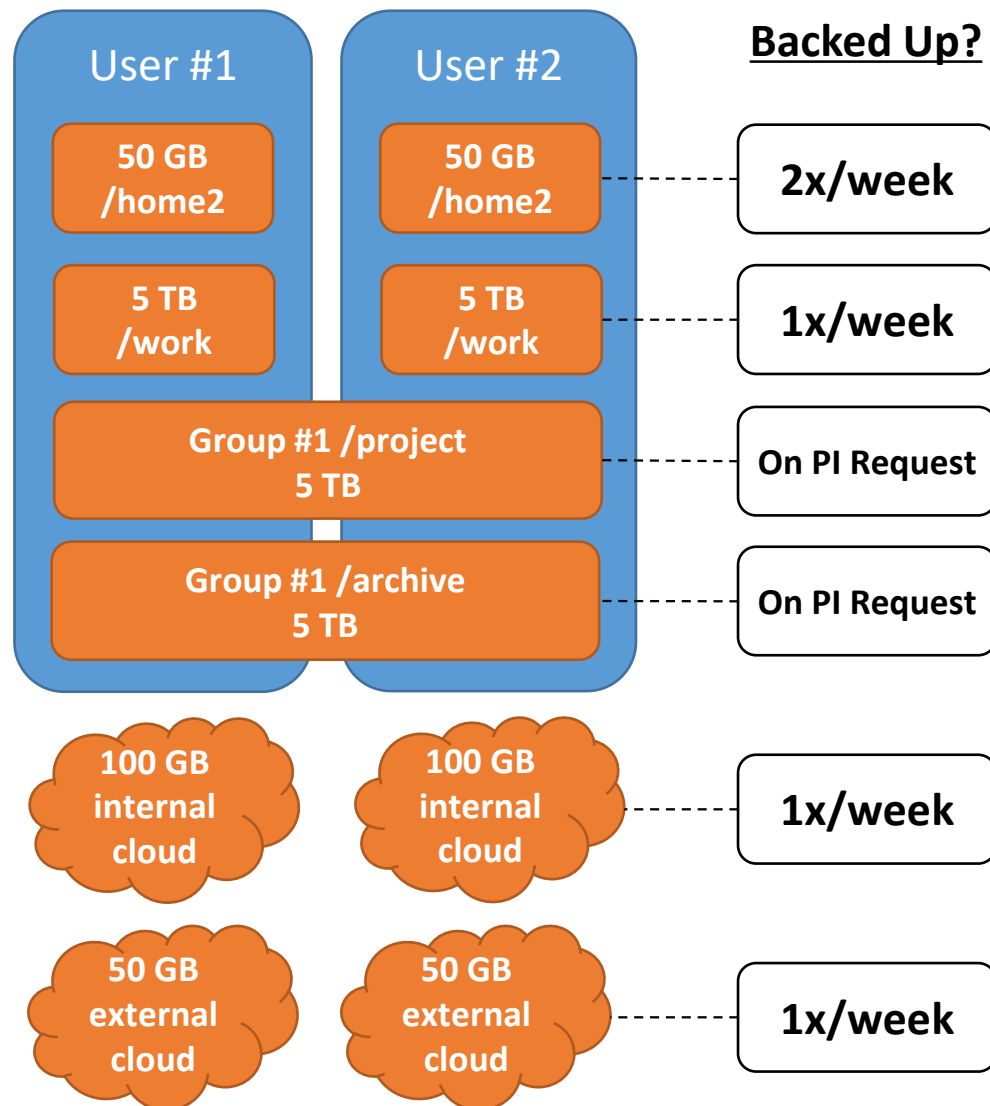 User #1
User #2
Backed Up?
50 GB
/home2
50 GB
/home2
2x/week
5 TB
/work
5 TB
/work
1x/week
Group #1 /project
5 TB
On PI Request
Group #1 /archive
5 TB
On PI Request
100 GB
internal
cloud
100 GB
internal
cloud
1x/week
50 GB
external
cloud
50 GB
external
cloud
1x/week